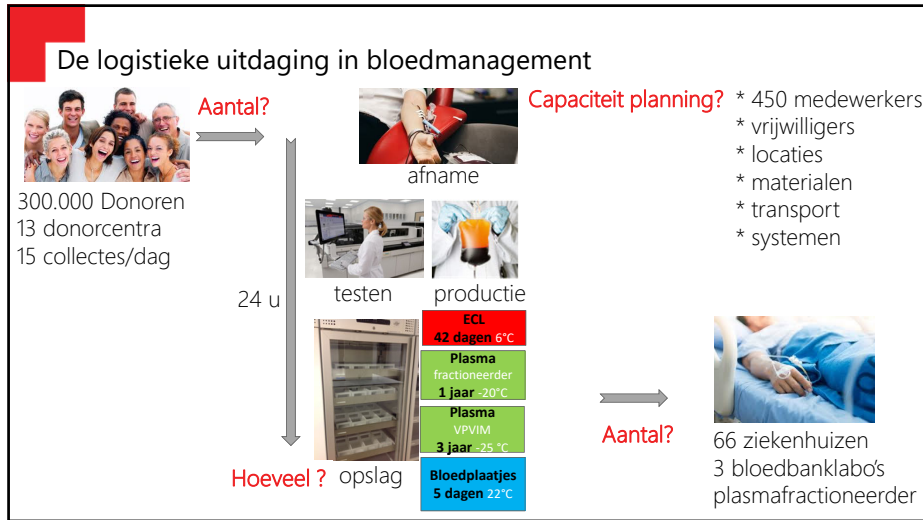 De logistieke uitdaging in bloedmanagement
Aantal?
300.000 Donoren
13 donorcentra
15 collectes/dag
24 u
afname
Capaciteit planning?
* 450 medewerkers
* vrijwilligers
* locaties
* materialen
* transport
* systemen
testen
productie
ECL
42 dagen 6°C
Plasma
fractioneerder
1 jaar -20°C
Plasma
VPVIM
3 jaar -25 °C
Bloedplaatjes
5 dagen 22°C
Hoeveel ?
opslag
Aantal?
66 ziekenhuizen
3 bloedbanklabo's
plasmafractioneerder